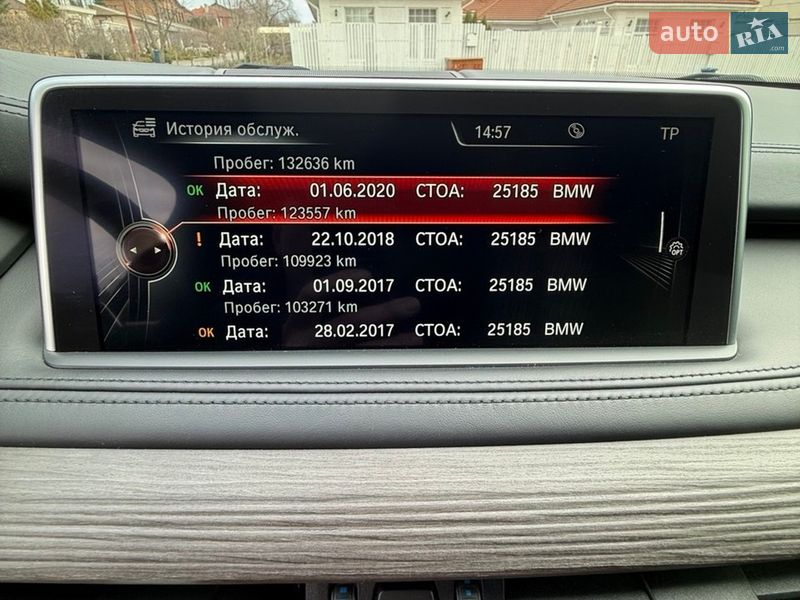 auto RIA .com
История обслуж.
14:57
TP
Пробег: 132636 km
OK Дата: 01.06.2020 СТОА: 25185 BMW
Пробег: 123557 km
! Дата: 22.10.2018 СТОА: 25185 BMW
Пробег: 109923 km
OPT
OK Дата: 01.09.2017 СТОА: 25185 BMW
Пробег: 103271 km
OK Дата: 28.02.2017 СТОА: 25185 BMW